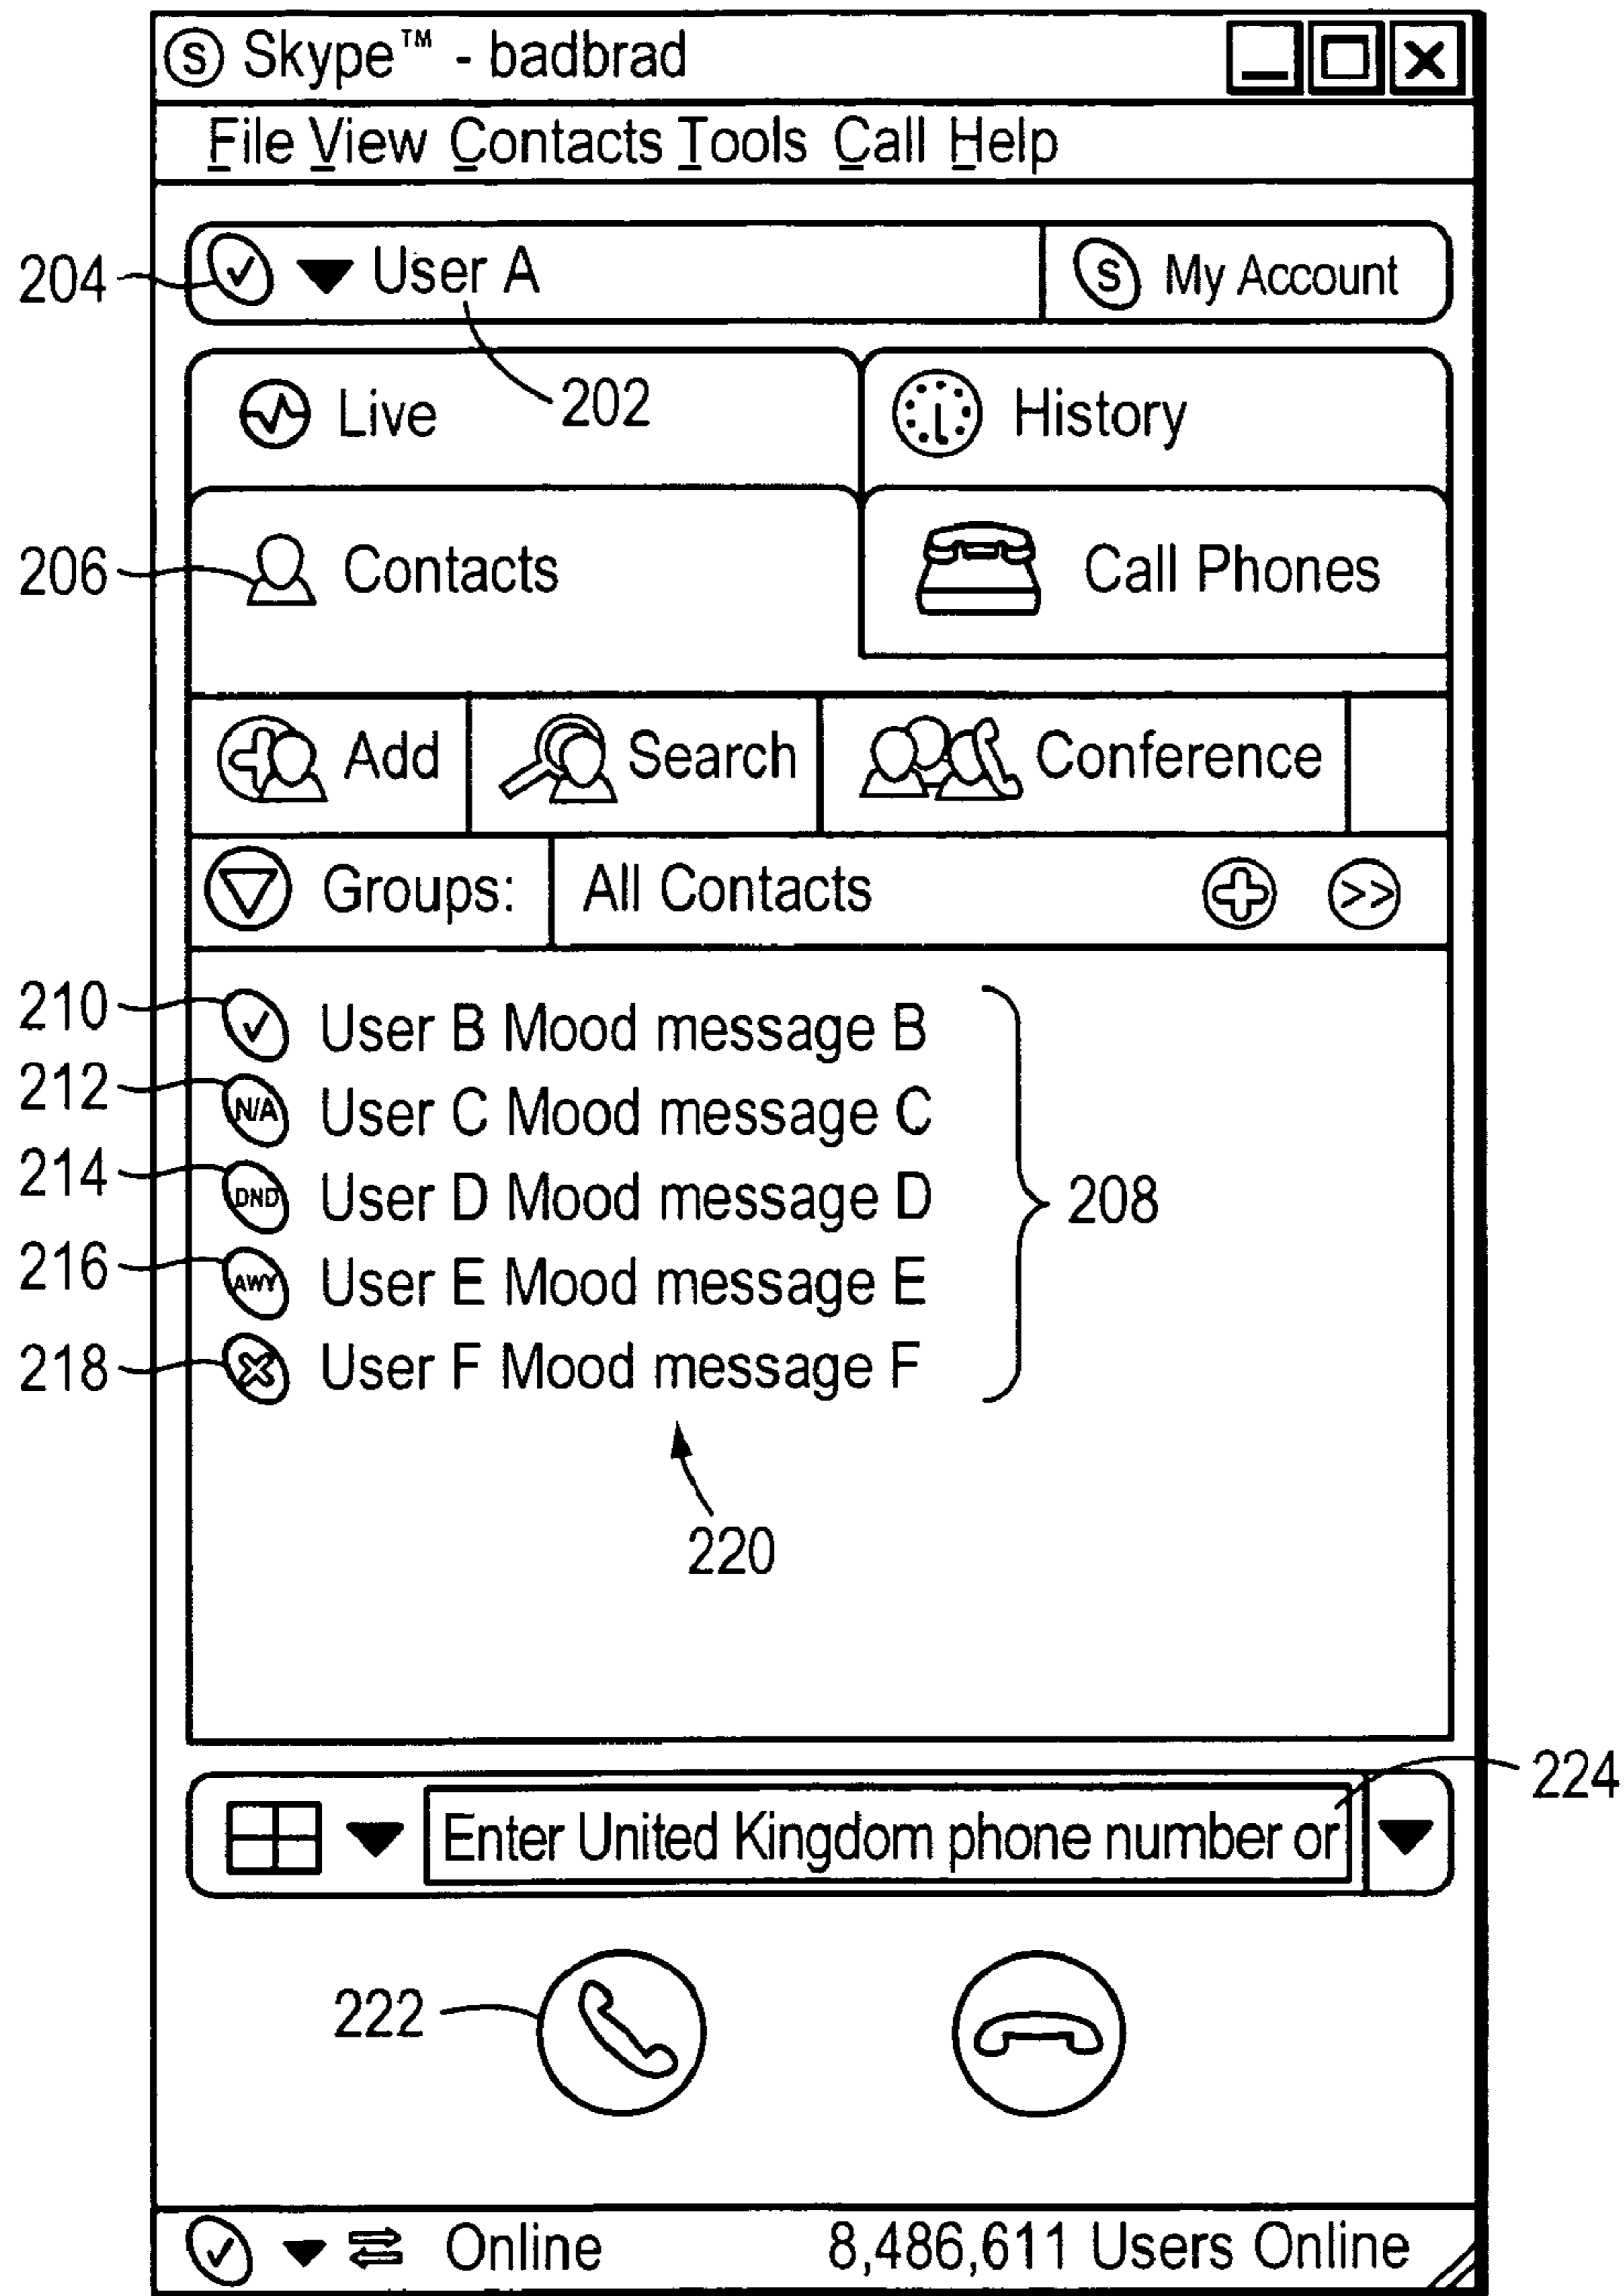 S Skype™ - badbrad
File View Contacts Tools Call Help
204 User A S My Account
Live 202 History
206 Contacts Call Phones
Add Search Conference
Groups: All Contacts >>
210 User B Mood message B
212 N/A User C Mood message C
214 DND User D Mood message D
208
216 AWY User E Mood message E
218 User F Mood message F
220
224
Enter United Kingdom phone number or
222
Online 8,486,611 Users Online